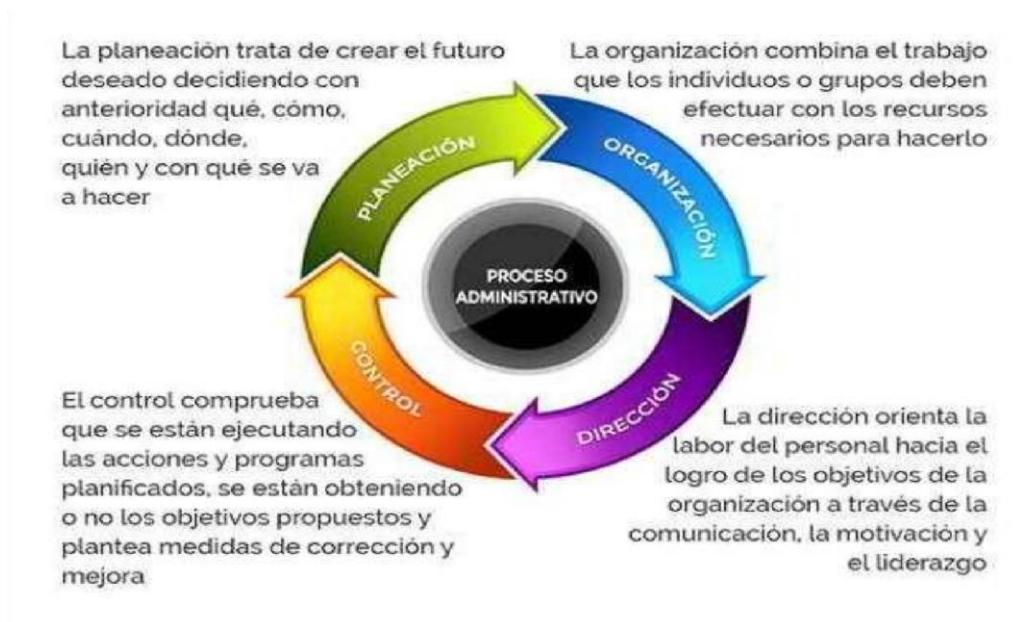 La planeación trata de crear el futuro
deseado decidiendo con
anterioridad qué, cómo,
cuándo, dónde,
quién y con qué se va
a hacer
La organización combina el trabajo
que los individuos o grupos deben
efectuar con los recursos
necesarios para hacerlo
PLANEACIÓN
ORGANIZACIÓN
PROCESO
ADMINISTRATIVO
CONTROL
DIRECCIÓN
El control comprueba
que se están ejecutando
las acciones y programas
planificados, se están obteniendo
o no los objetivos propuestos y
plantea medidas de corrección y
mejora
La dirección orienta la
labor del personal hacia el
logro de los objetivos de la
organización a través de la
comunicación, la motivación y
el liderazgo